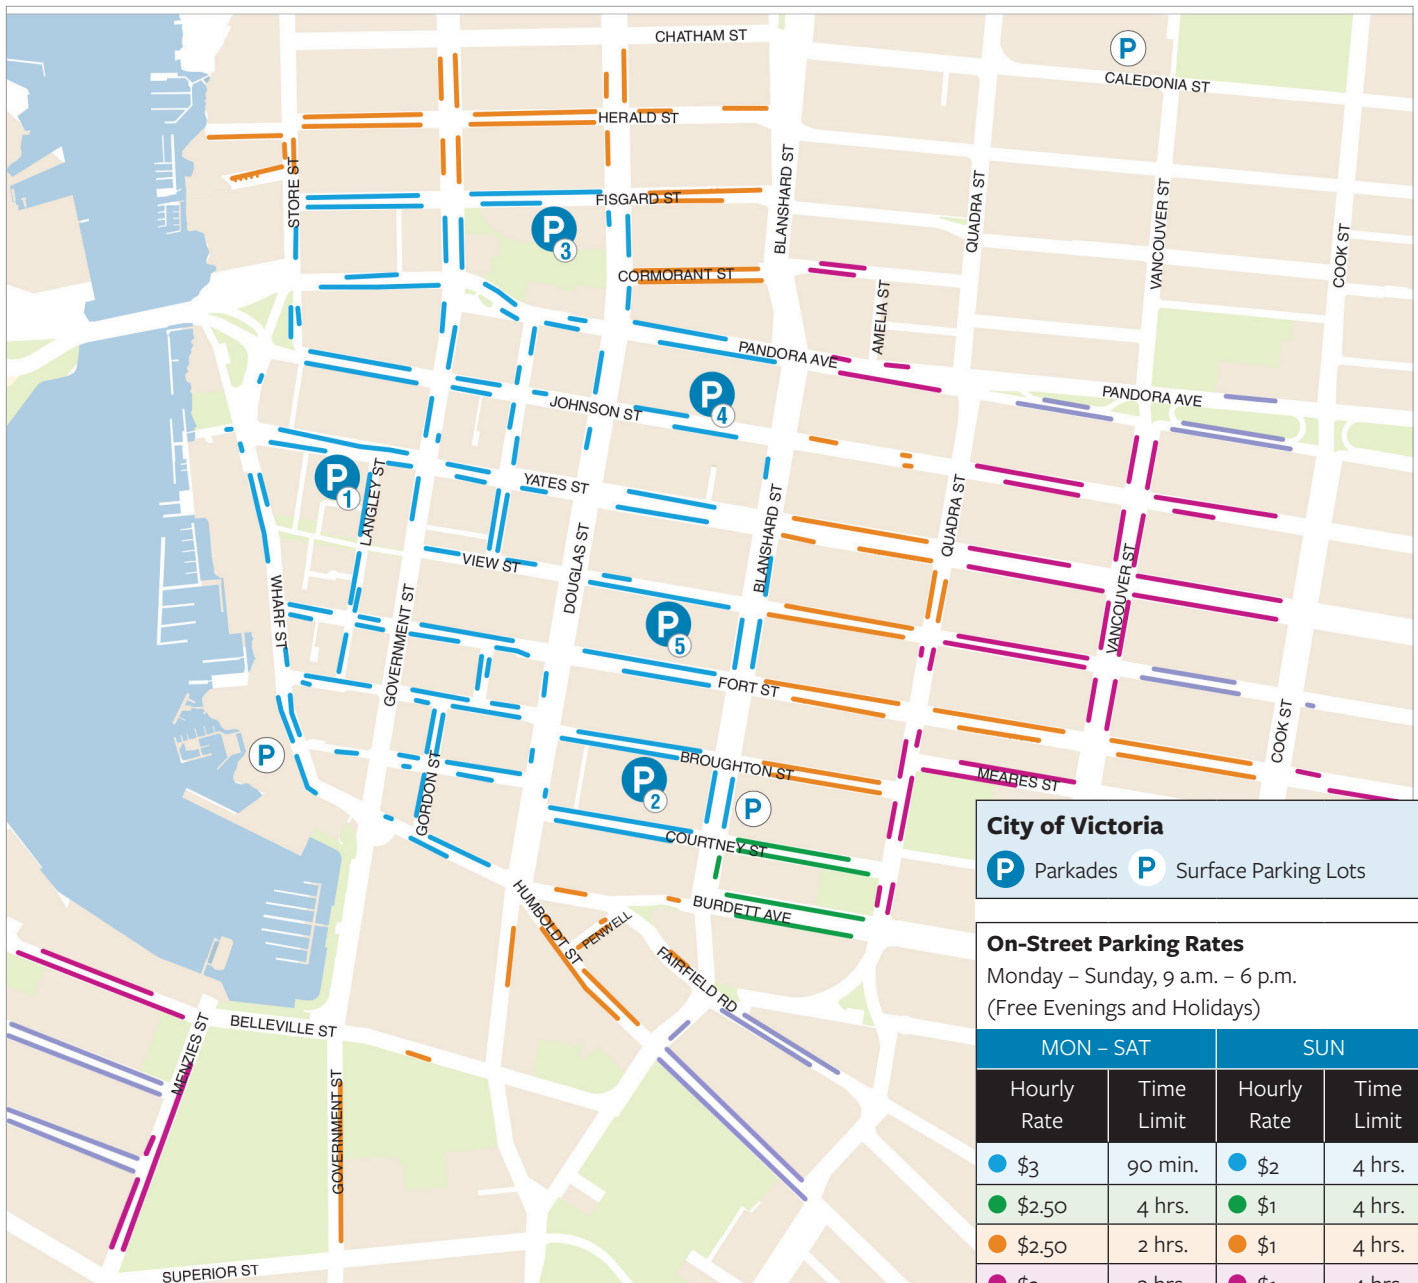 CHATHAM ST
P
CALEDONIA ST
HERALD ST
STORE ST
BLANSHARD ST
QUADRA ST
VANCOUVER ST
COOK ST
FISGARD ST
P
3
CORMORANT ST
AMELIA ST
PANDORA AVE
PANDORA AVE
P
4
JOHNSON ST
P
1
LANGLEY ST
YATES ST
BLANSHARD ST
QUADRA ST
VIEW ST
DOUGLAS ST
VANCOUVER ST
WHARF ST
GOVERNMENT ST
P
5
FORT ST
COOK ST
P
GORDON ST
BROUGHTON ST
P
2
P
MEARES ST
COURTNEY ST
HUMBOLDT ST
PENWELL
BURDETT AVE
FAIRFIELD RD
BELLEVILLE ST
MENZIES ST
GOVERNMENT ST
SUPERIOR ST
City of Victoria
P Parkades P Surface Parking Lots
On-Street Parking Rates
Monday – Sunday, 9 a.m. – 6 p.m.
(Free Evenings and Holidays)
MON – SAT SUN
Hourly Rate Time Limit Hourly Rate Time Limit
$3 90 min. $2 4 hrs.
$2.50 4 hrs. $1 4 hrs.
$2.50 2 hrs. $1 4 hrs.